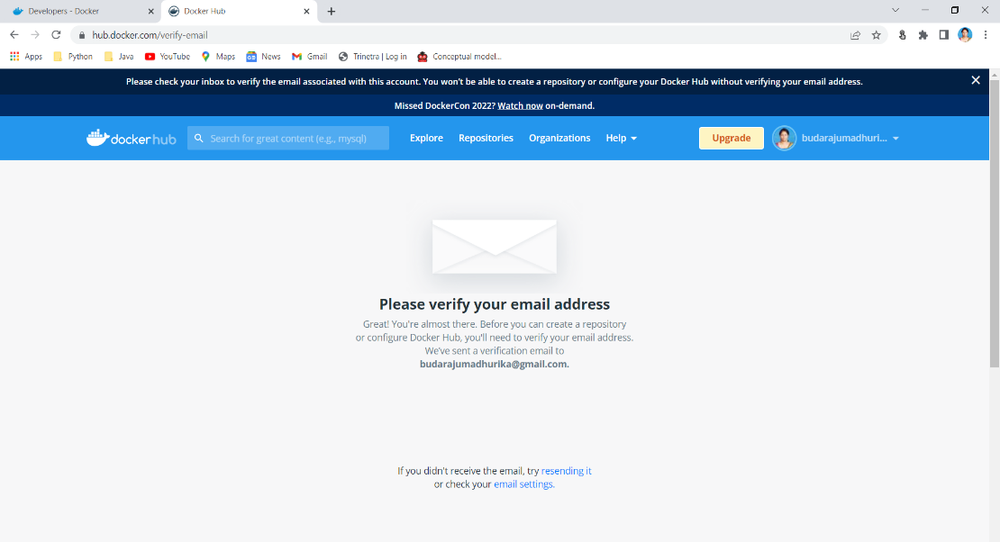 Developers - Docker
Docker Hub
hub.docker.com/verify-email
Apps Python Java YouTube Maps News Gmail Trinetra | Log in Conceptual model...
Please check your inbox to verify the email associated with this account. You won't be able to create a repository or configure your Docker Hub without verifying your email address.
Missed DockerCon 2022? Watch now on-demand.
dockerhub Search for great content (e.g., mysql) Explore Repositories Organizations Help Upgrade budarajumadhuri...
Please verify your email address
Great! You're almost there. Before you can create a repository
or configure Docker Hub, you'll need to verify your email address.
We've sent a verification email to
budarajumadhurika@gmail.com.
If you didn't receive the email, try resending it
or check your email settings.